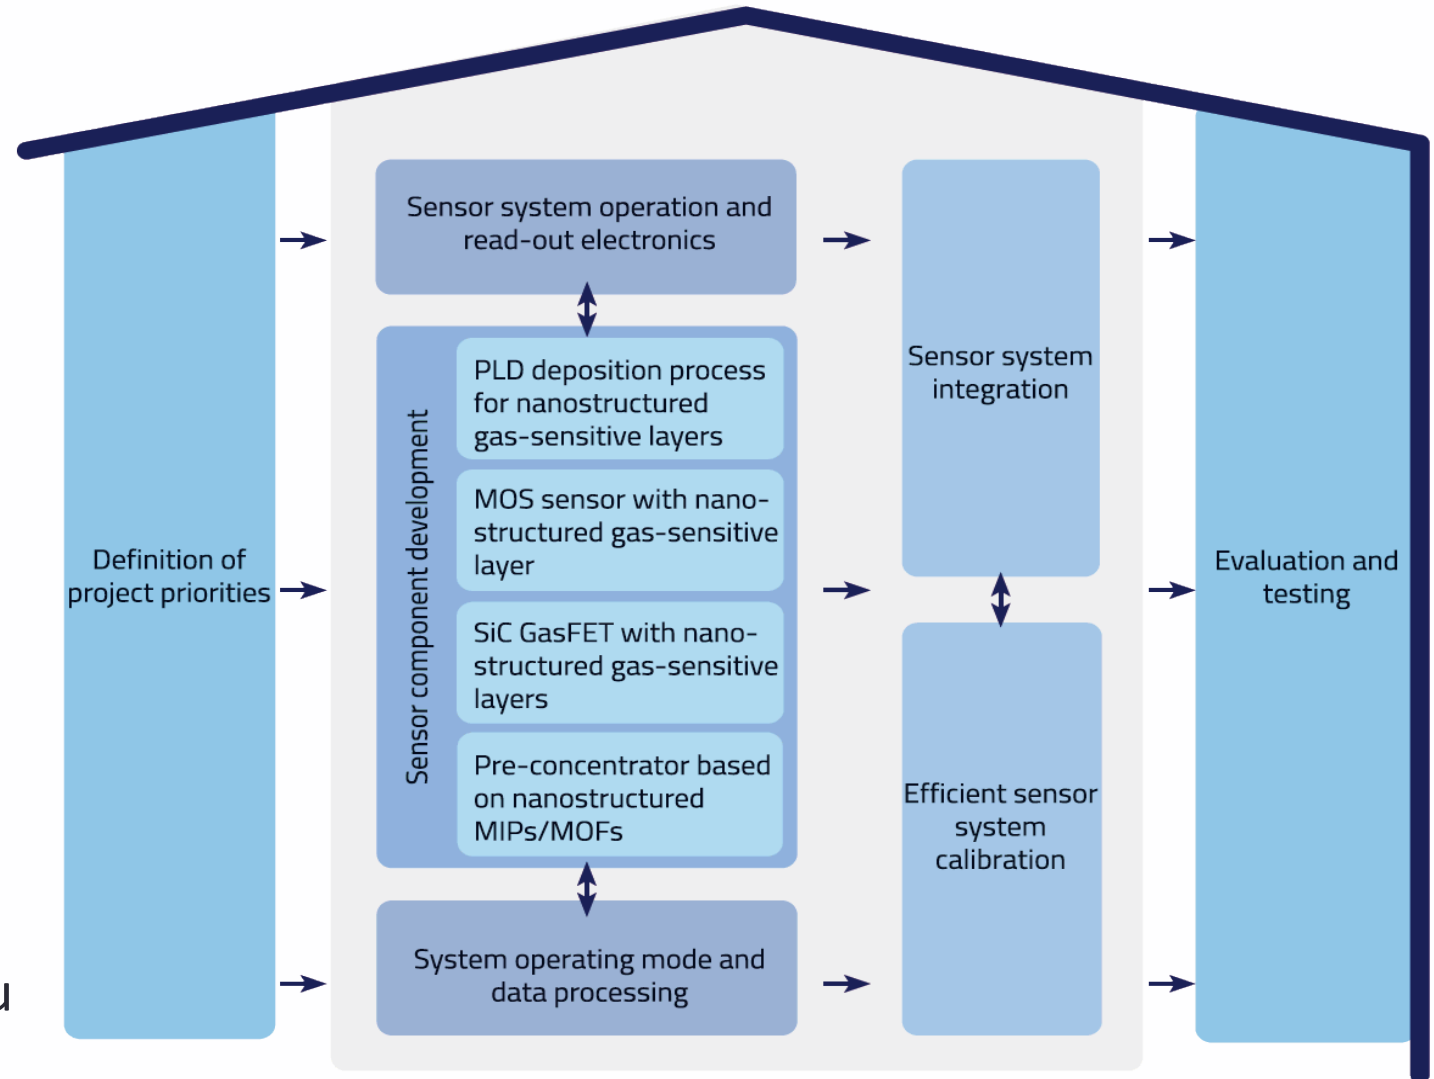 Sensor system operation and
read-out electronics
PLD deposition process
for nanostructured
gas-sensitive layers
MOS sensor with nano-
structured gas-sensitive
layer
SiC GasFET with nano-
structured gas-sensitive
layers
Pre-concentrator based
on nanostructured
MIPs/MOFs
Sensor component development
System operating mode and
data processing
Definition of
project priorities
Sensor system
integration
Efficient sensor
system
calibration
Evaluation and
testing